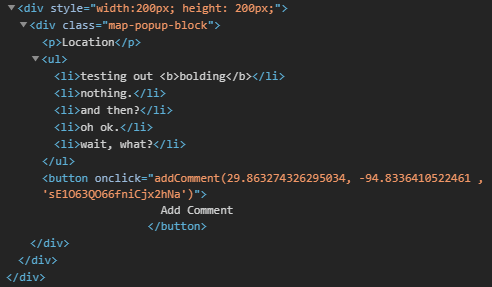 <div style="width:200px; height: 200px;">
<div class="map-popup-block">
<p>Location</p>
<ul>
<li>testing out <b>bolding</b></li>
<li>nothing.</li>
<li>and then?</li>
<li>oh ok.</li>
<li>wait, what?</li>
</ul>
<button onclick="addComment(29.863274326295034, -94.8336410522461 ,
'sE1O63QO66fniCjx2hNa')">
Add Comment
</button>
</div>
</div>
</div>